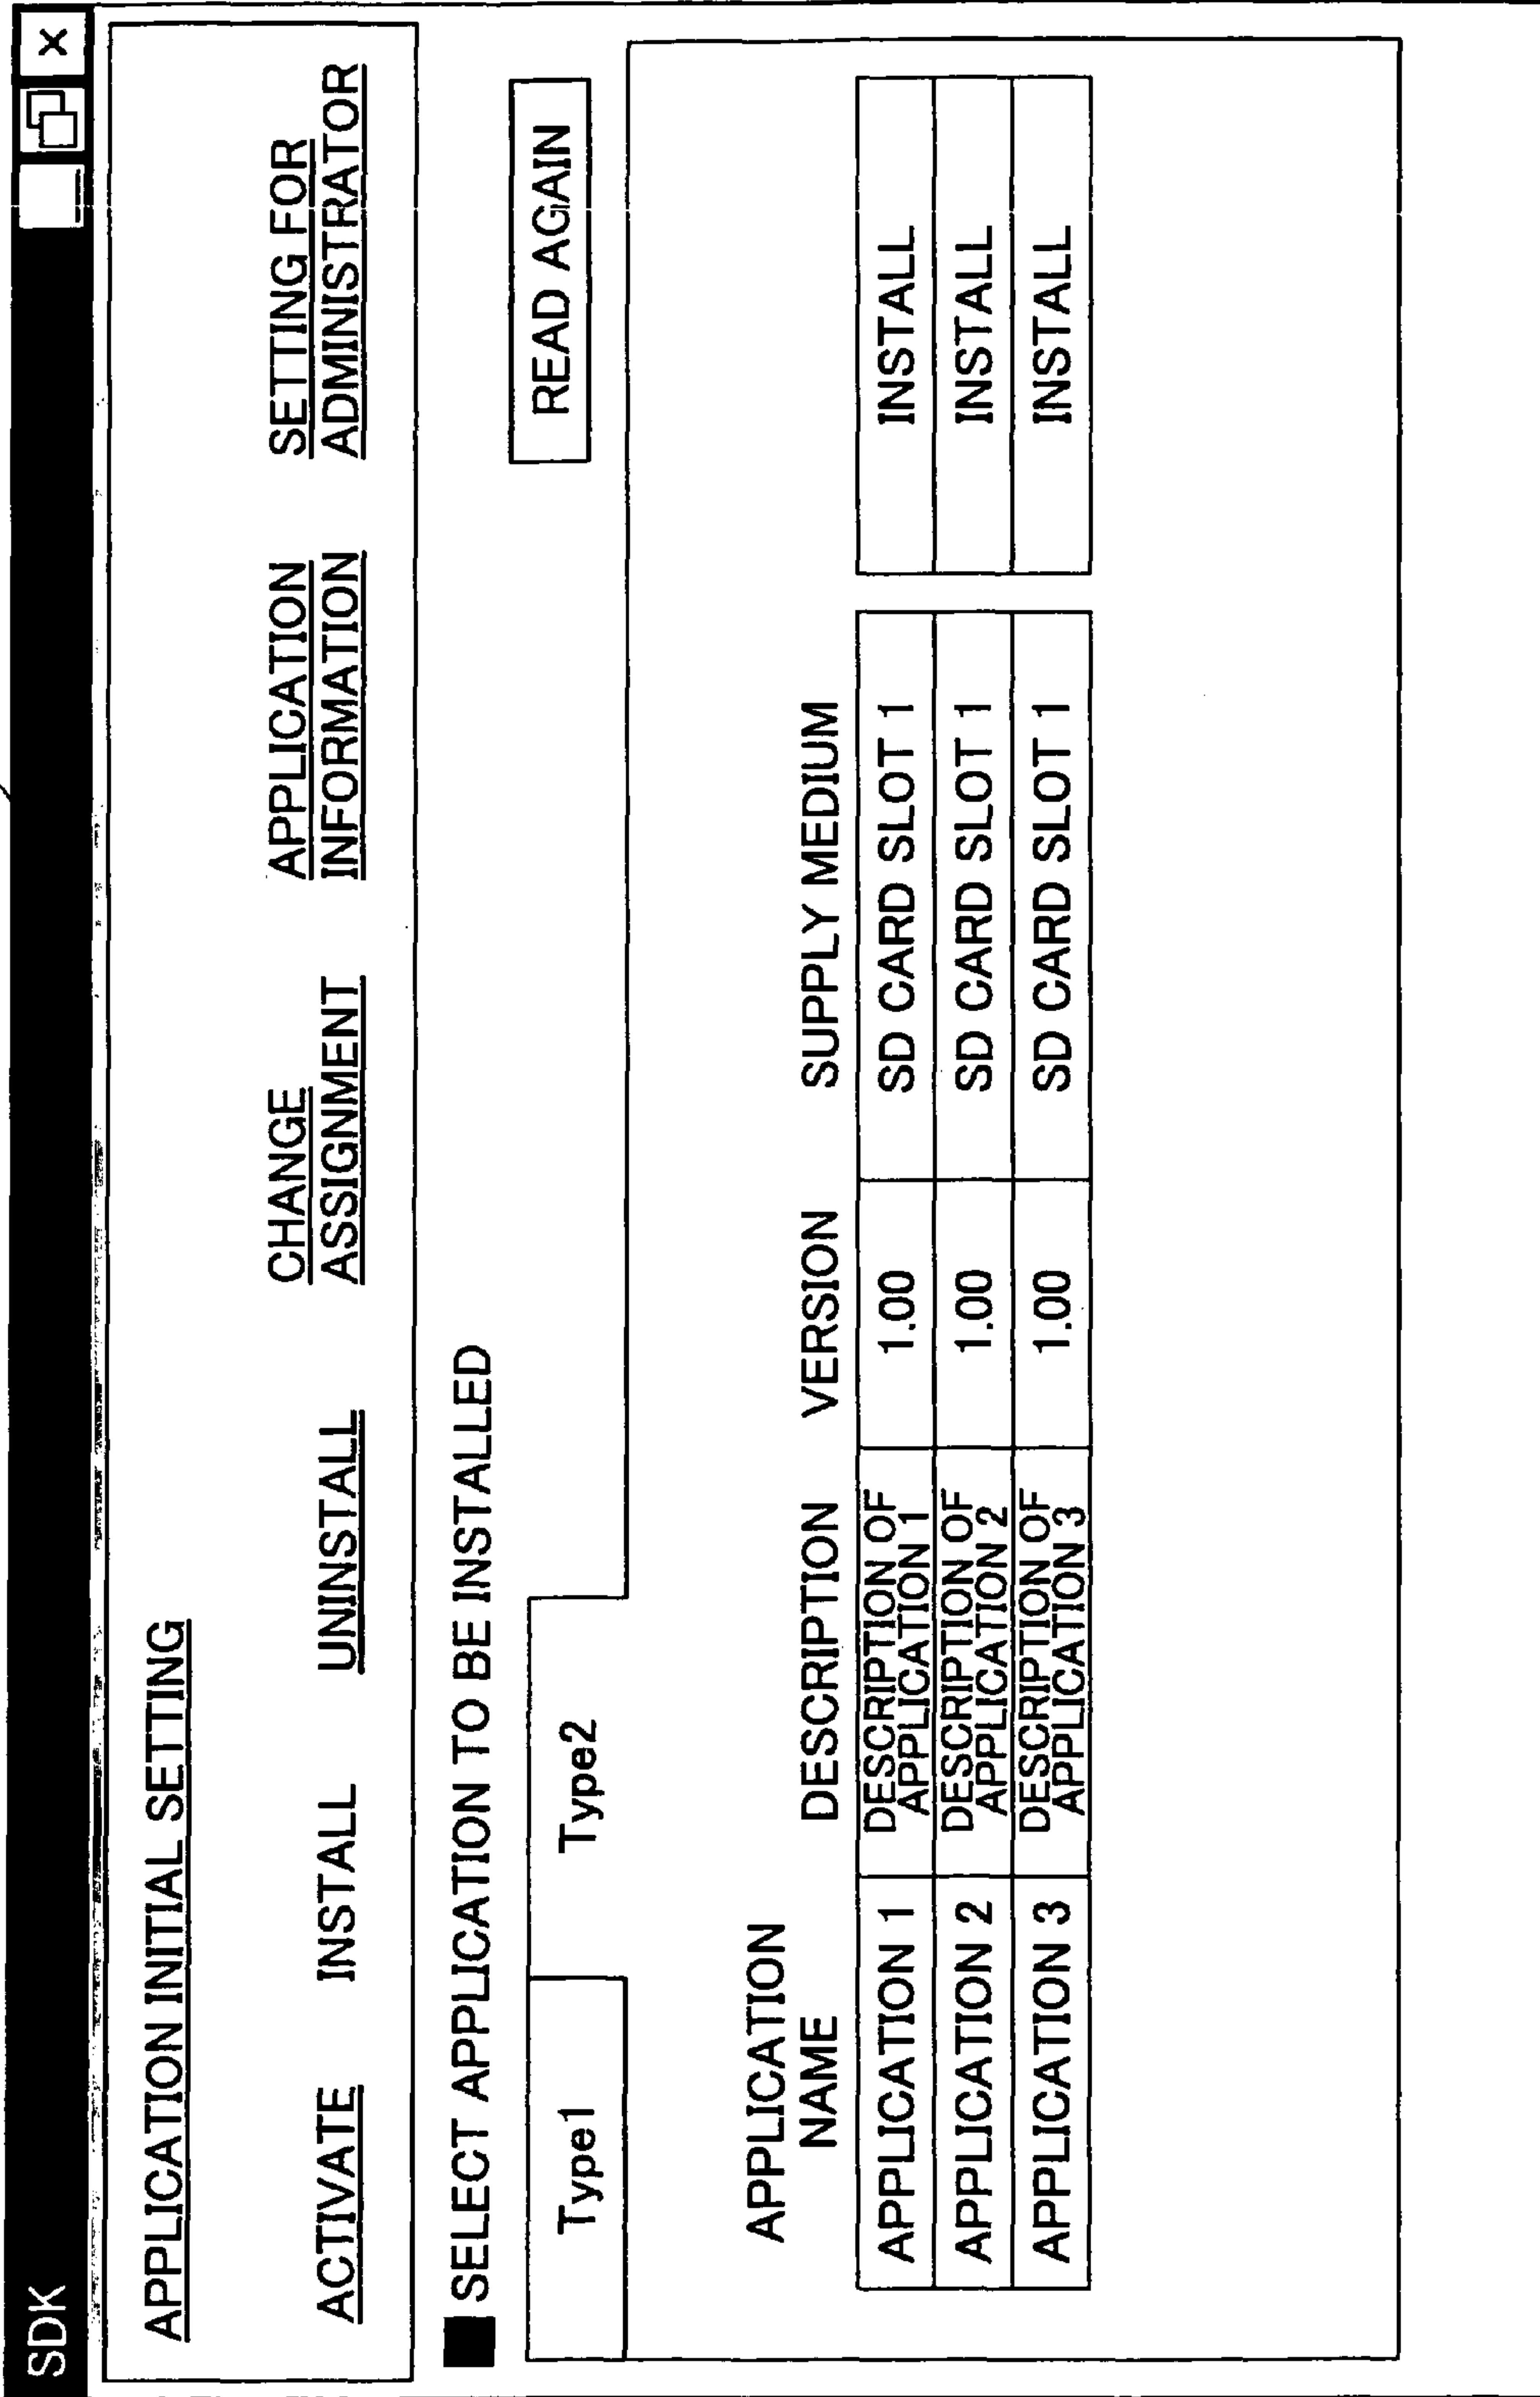 SDK
X
APPLICATION INITIAL SETTING
ACTIVATE
INSTALL
UNINSTALL
CHANGE
ASSIGNMENT
APPLICATION
INFORMATION
SETTING FOR
ADMINISTRATOR
SELECT APPLICATION TO BE INSTALLED
READ AGAIN
Type1
Type2
APPLICATION
NAME
DESCRIPTION
VERSION
SUPPLY MEDIUM
APPLICATION 1
DESCRIPTION OF
APPLICATION 1
1.00
SD CARD SLOT 1
INSTALL
APPLICATION 2
DESCRIPTION OF
APPLICATION 2
1.00
SD CARD SLOT 1
INSTALL
APPLICATION 3
DESCRIPTION OF
APPLICATION 3
1.00
SD CARD SLOT 1
INSTALL